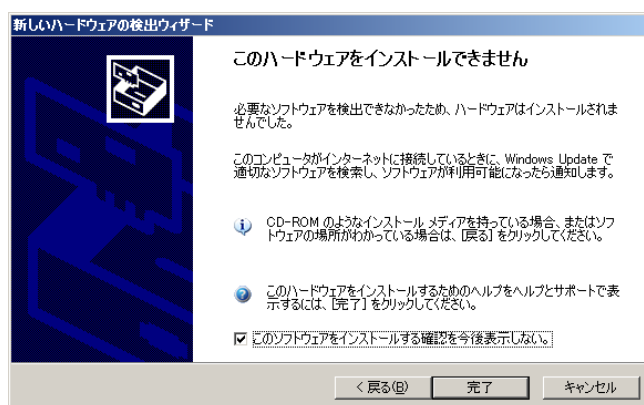 新しいハードウェアの検出ウィザード
このハードウェアをインストールできません
必要なソフトウェアを検出できなかったため、ハードウェアはインストールされま
せんでした。
このコンピュータがインターネットに接続しているときに、Windows Update で
適切なソフトウェアを検索し、ソフトウェアが利用可能になったら通知します。
CD-ROM のようなインストール メディアを持っている場合、またはソフ
トウェアの場所がわかっている場合は、[戻る] をクリックしてください。
このハードウェアをインストールするためのヘルプをヘルプとサポートで表
示するには、[完了] をクリックしてください。
このソフトウェアをインストールする確認を今後表示しない。
< 戻る(B) 完了 キャンセル